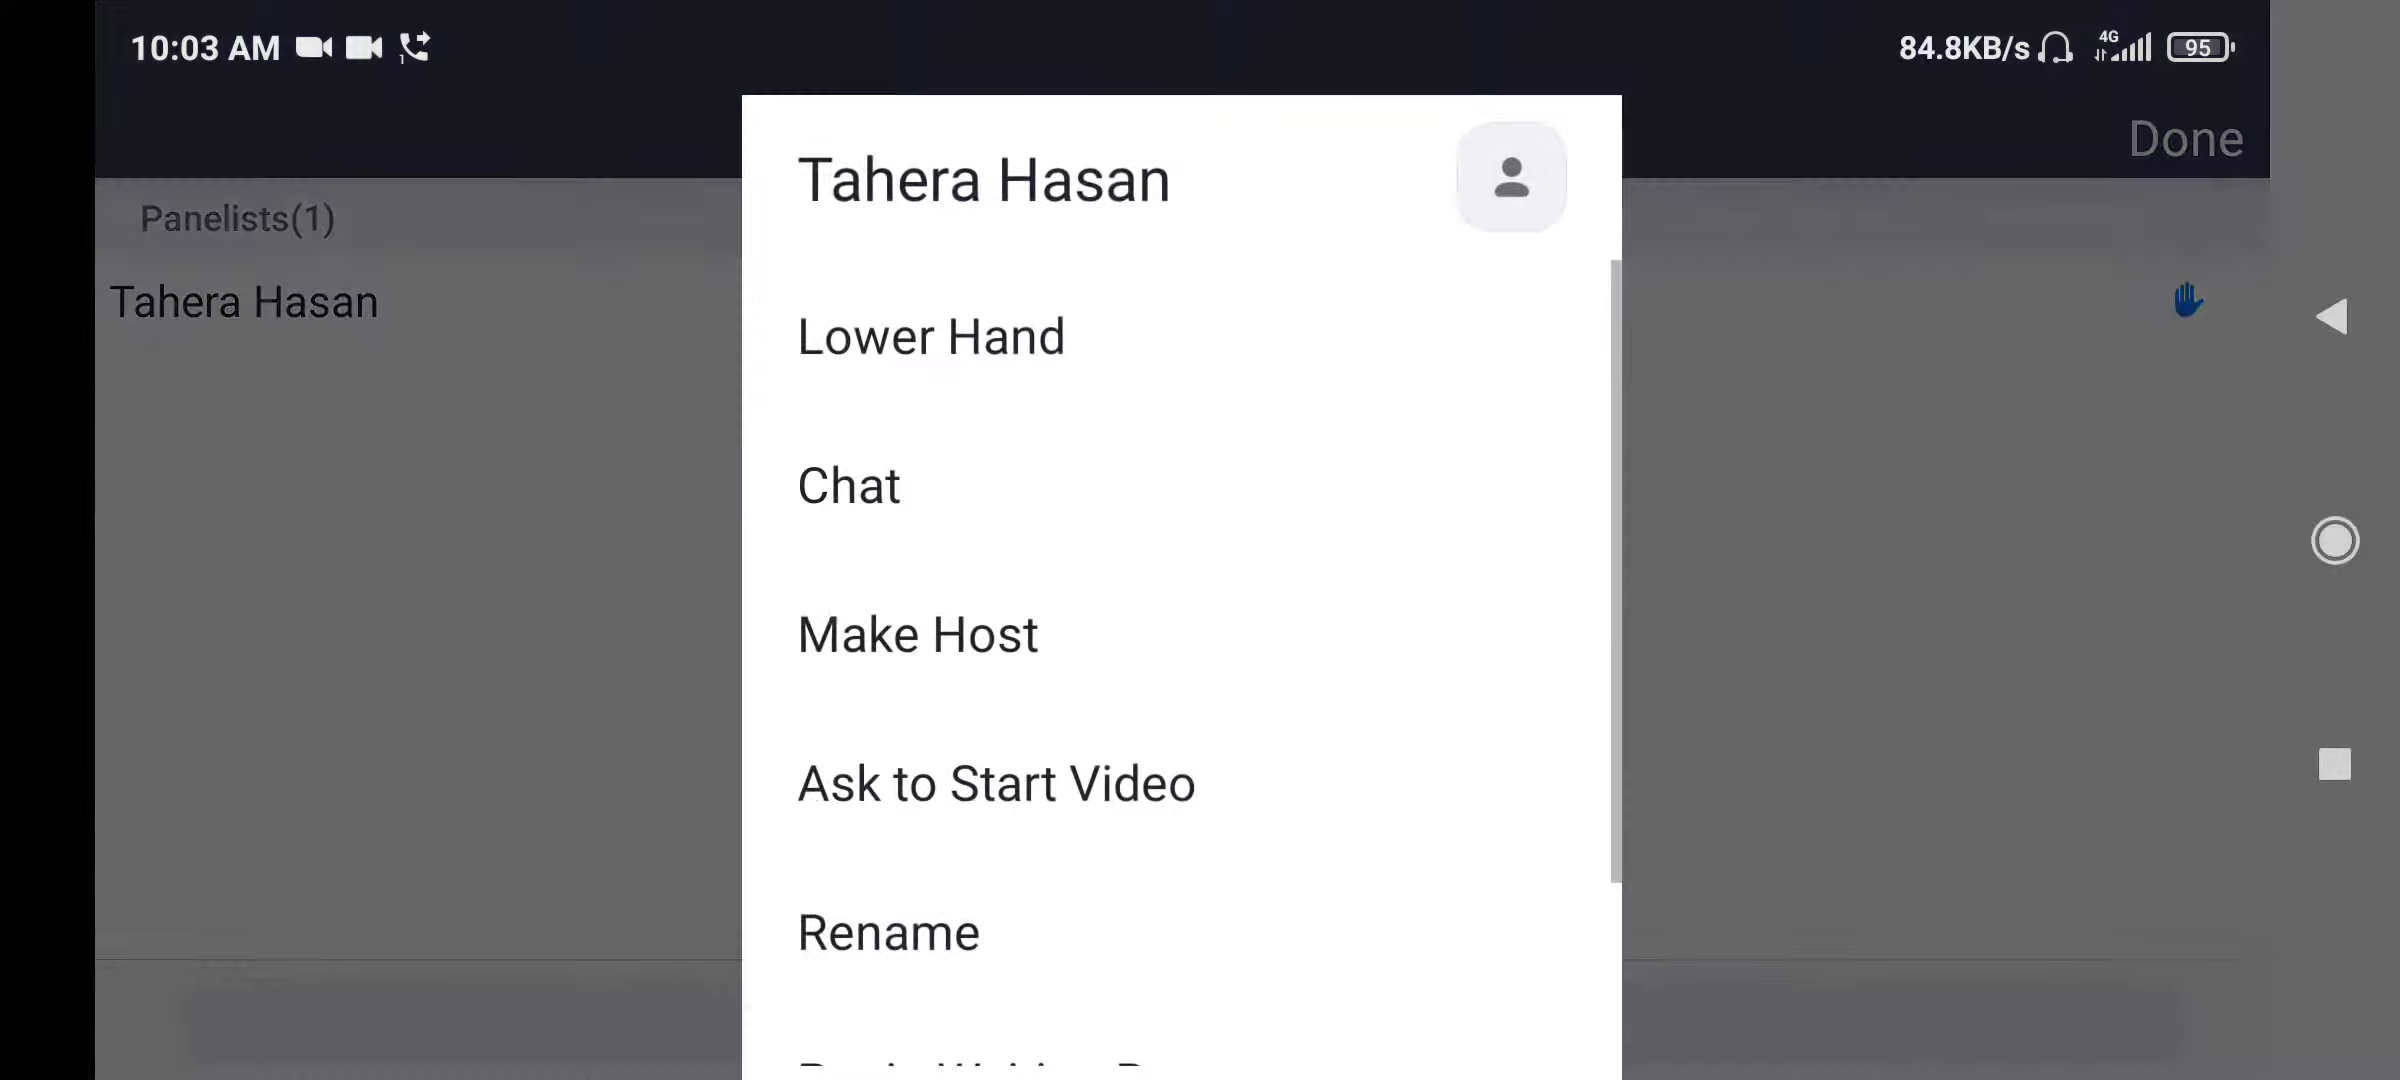 10:03 AM
84.8KB/s 4G 95
Done
Tahera Hasan
Panelists(1)
Tahera Hasan
Lower Hand
Chat
Make Host
Ask to Start Video
Rename